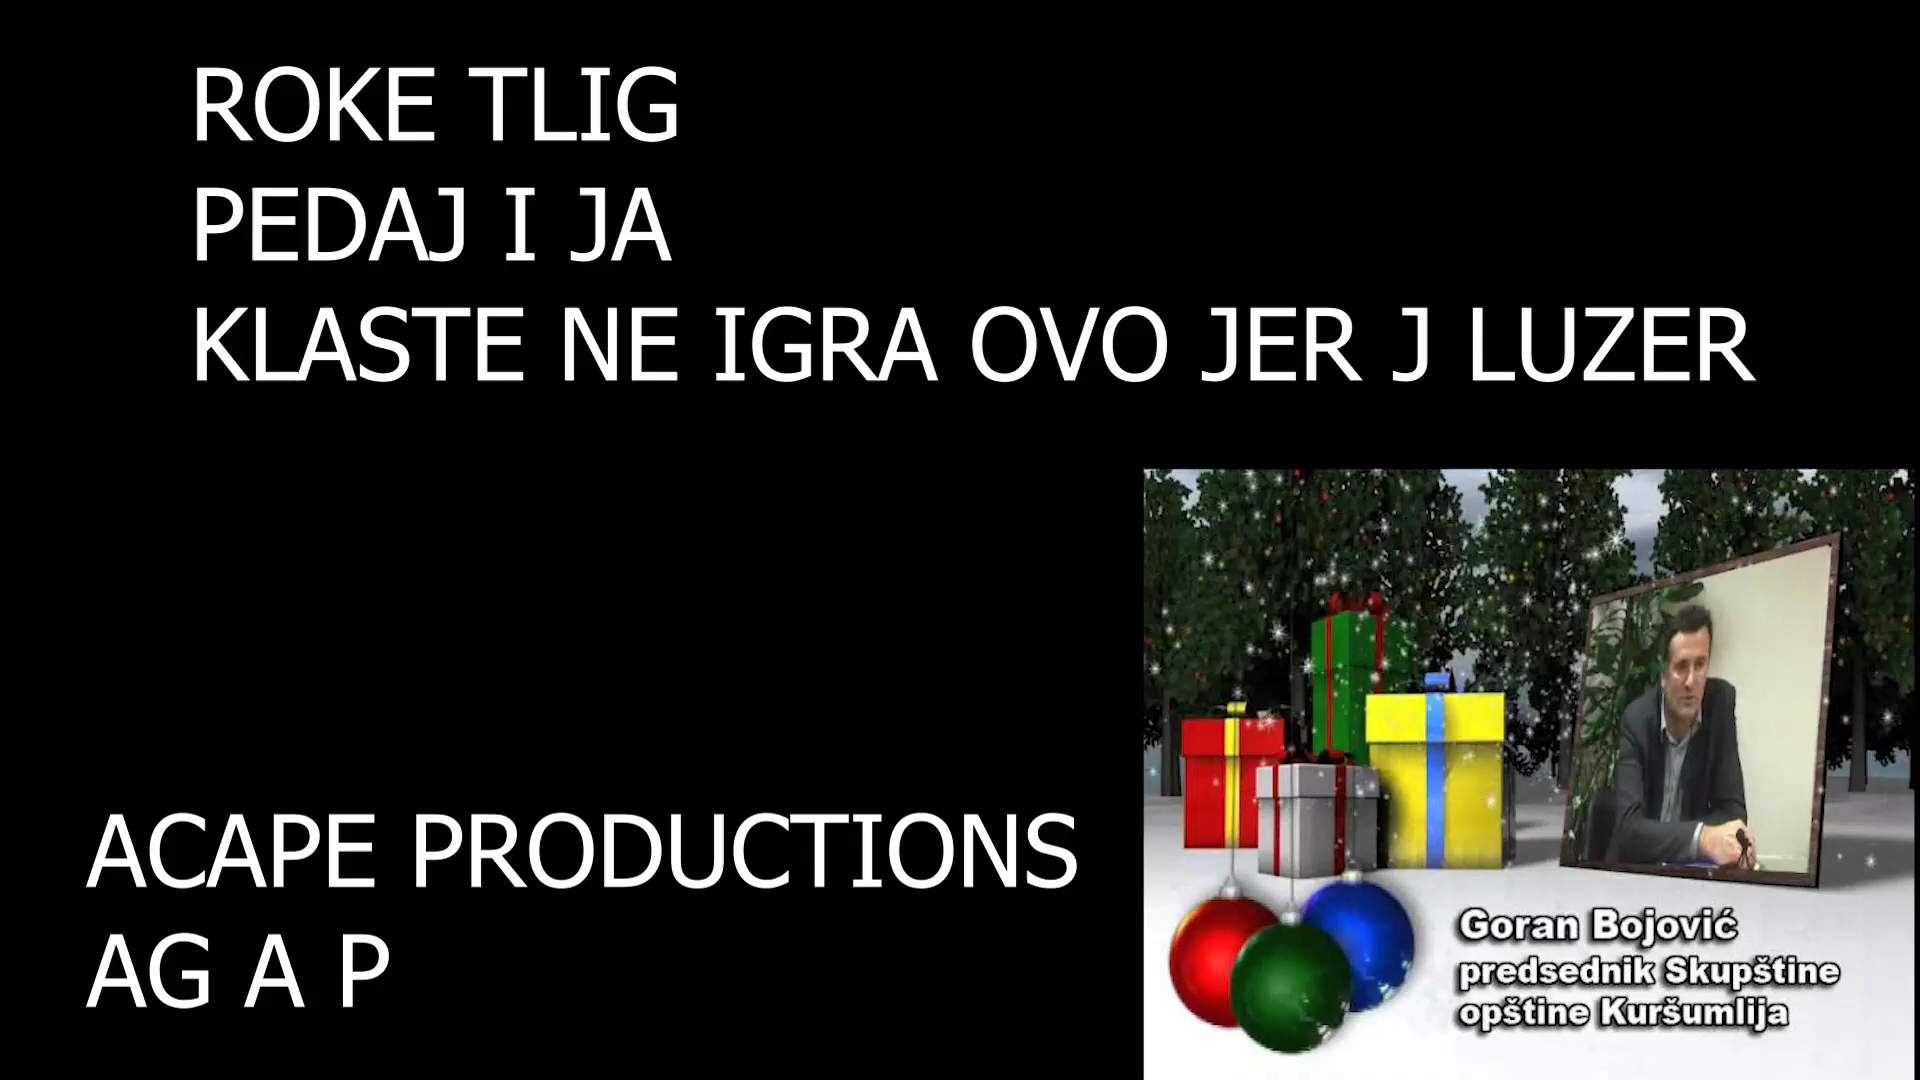 ROKE TLIG
PEDAJ I JA
KLASTE NE IGRA OVO JER J LUZER
ACAPE PRODUCTIONS
AG A P
Goran Bojović
predsednik Skupštine
opštine Kuršumlija